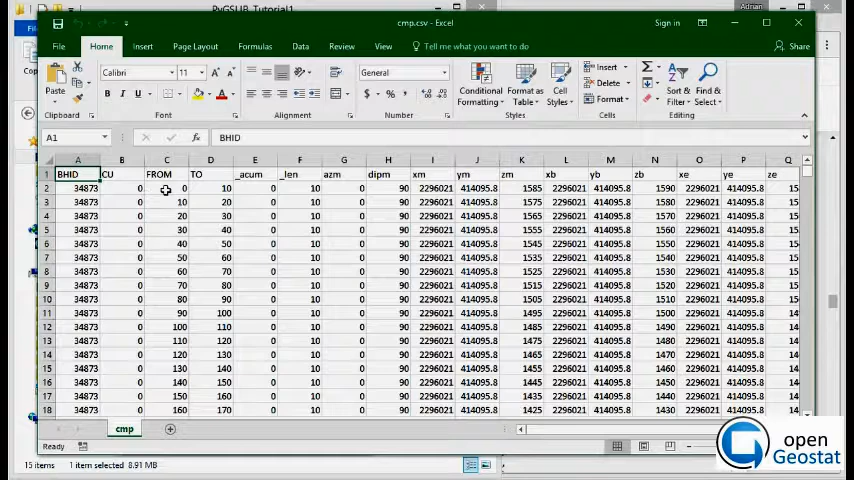 PyGSUB_Tutorial1
Adrian
cmp.csv - Excel
Sign in
File Home Insert Page Layout Formulas Data Review View Tell me what you want to do Share
Paste
Calibri 11
B I U
General
$ % ,
Conditional Formatting
Format as Table
Cell Styles
Insert
Delete
Format
Sort & Filter
Find & Select
Clipboard Font Alignment Number Styles Cells Editing
A1 BHID
A B C D E F G H I J K L M N O P Q
1 BHID CU FROM TO _acum _len azm dipm xm ym zm xb yb zb xe ye ze
2 34873 0 0 10 0 10 0 90 2296021 414095.8 1585 2296021 414095.8 1590 2296021 414095.8 15
3 34873 0 10 20 0 10 0 90 2296021 414095.8 1575 2296021 414095.8 1580 2296021 414095.8 15
4 34873 0 20 30 0 10 0 90 2296021 414095.8 1565 2296021 414095.8 1570 2296021 414095.8 15
5 34873 0 30 40 0 10 0 90 2296021 414095.8 1555 2296021 414095.8 1560 2296021 414095.8 15
6 34873 0 40 50 0 10 0 90 2296021 414095.8 1545 2296021 414095.8 1550 2296021 414095.8 15
7 34873 0 50 60 0 10 0 90 2296021 414095.8 1535 2296021 414095.8 1540 2296021 414095.8 15
8 34873 0 60 70 0 10 0 90 2296021 414095.8 1525 2296021 414095.8 1530 2296021 414095.8 15
9 34873 0 70 80 0 10 0 90 2296021 414095.8 1515 2296021 414095.8 1520 2296021 414095.8 15
10 34873 0 80 90 0 10 0 90 2296021 414095.8 1505 2296021 414095.8 1510 2296021 414095.8 15
11 34873 0 90 100 0 10 0 90 2296021 414095.8 1495 2296021 414095.8 1500 2296021 414095.8 14
12 34873 0 100 110 0 10 0 90 2296021 414095.8 1485 2296021 414095.8 1490 2296021 414095.8 14
13 34873 0 110 120 0 10 0 90 2296021 414095.8 1475 2296021 414095.8 1480 2296021 414095.8 14
14 34873 0 120 130 0 10 0 90 2296021 414095.8 1465 2296021 414095.8 1470 2296021 414095.8 14
15 34873 0 130 140 0 10 0 90 2296021 414095.8 1455 2296021 414095.8 1460 2296021 414095.8 14
16 34873 0 140 150 0 10 0 90 2296021 414095.8 1445 2296021 414095.8 1450 2296021 414095.8 14
17 34873 0 150 160 0 10 0 90 2296021 414095.8 1435 2296021 414095.8 1440 2296021 414095.8 14
18 34873 0 160 170 0 10 0 90 2296021 414095.8 1425 2296021 414095.8 1430 2296021 414095.8 14
cmp
Ready
15 items 1 item selected 8.91 MB
open
Geostat